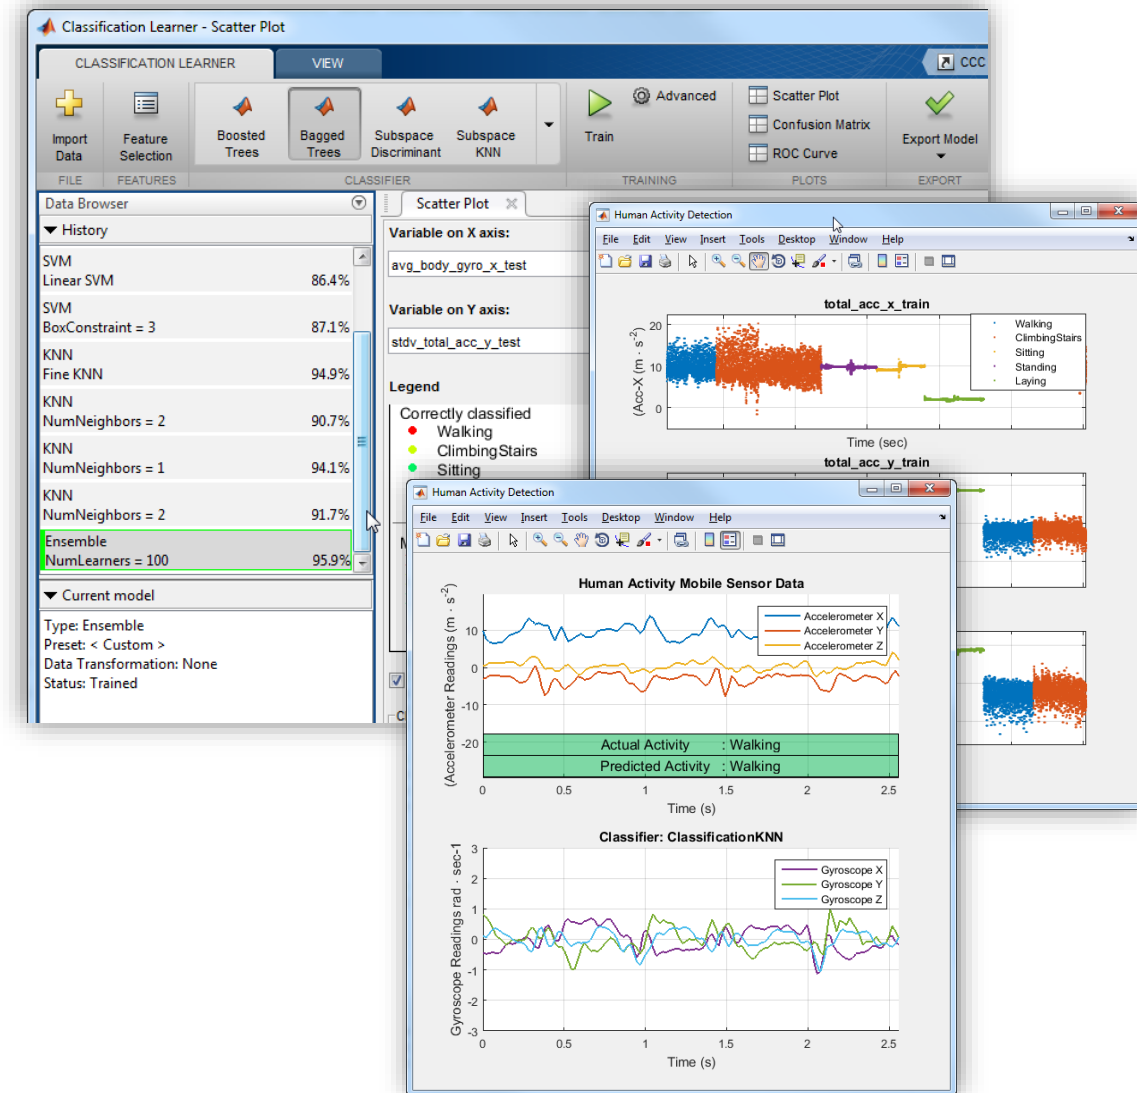 Classification Learner - Scatter Plot
CLASSIFICATION LEARNER
VIEW
CCC
Import
Data
Feature
Selection
Boosted
Trees
Bagged
Trees
Subspace
Discriminant
Subspace
KNN
Train
Advanced
Scatter Plot
Confusion Matrix
ROC Curve
Export Model
FILE
FEATURES
CLASSIFIER
TRAINING
PLOTS
EXPORT
Data Browser
History
SVM
Linear SVM 86.4%
SVM
BoxConstraint = 3 87.1%
KNN
Fine KNN 94.9%
KNN
NumNeighbors = 2 90.7%
KNN
NumNeighbors = 1 94.1%
KNN
NumNeighbors = 2 91.7%
Ensemble
NumLearners = 100 95.9%
Current model
Type: Ensemble
Preset: < Custom >
Data Transformation: None
Status: Trained
Scatter Plot
Variable on X axis:
avg_body_gyro_x_test
Variable on Y axis:
stdv_total_acc_y_test
Legend
Correctly classified
Walking
ClimbingStairs
Sitting
Human Activity Detection
File Edit View Insert Tools Desktop Window Help
total_acc_x_train
(Acc-X (m · s-2)
20
10
0
Walking
ClimbingStairs
Sitting
Standing
Laying
Time (sec)
total_acc_y_train
Human Activity Detection
File Edit View Insert Tools Desktop Window Help
Human Activity Mobile Sensor Data
(Accelerometer Readings (m · s-2)
10
0
-10
-20
Accelerometer X
Accelerometer Y
Accelerometer Z
Actual Activity : Walking
Predicted Activity : Walking
0 0.5 1 1.5 2 2.5
Time (s)
Classifier: ClassificationKNN
Gyroscope Readings rad · sec-1
3
2
1
0
-1
-2
-3
Gyroscope X
Gyroscope Y
Gyroscope Z
0 0.5 1 1.5 2 2.5
Time (s)